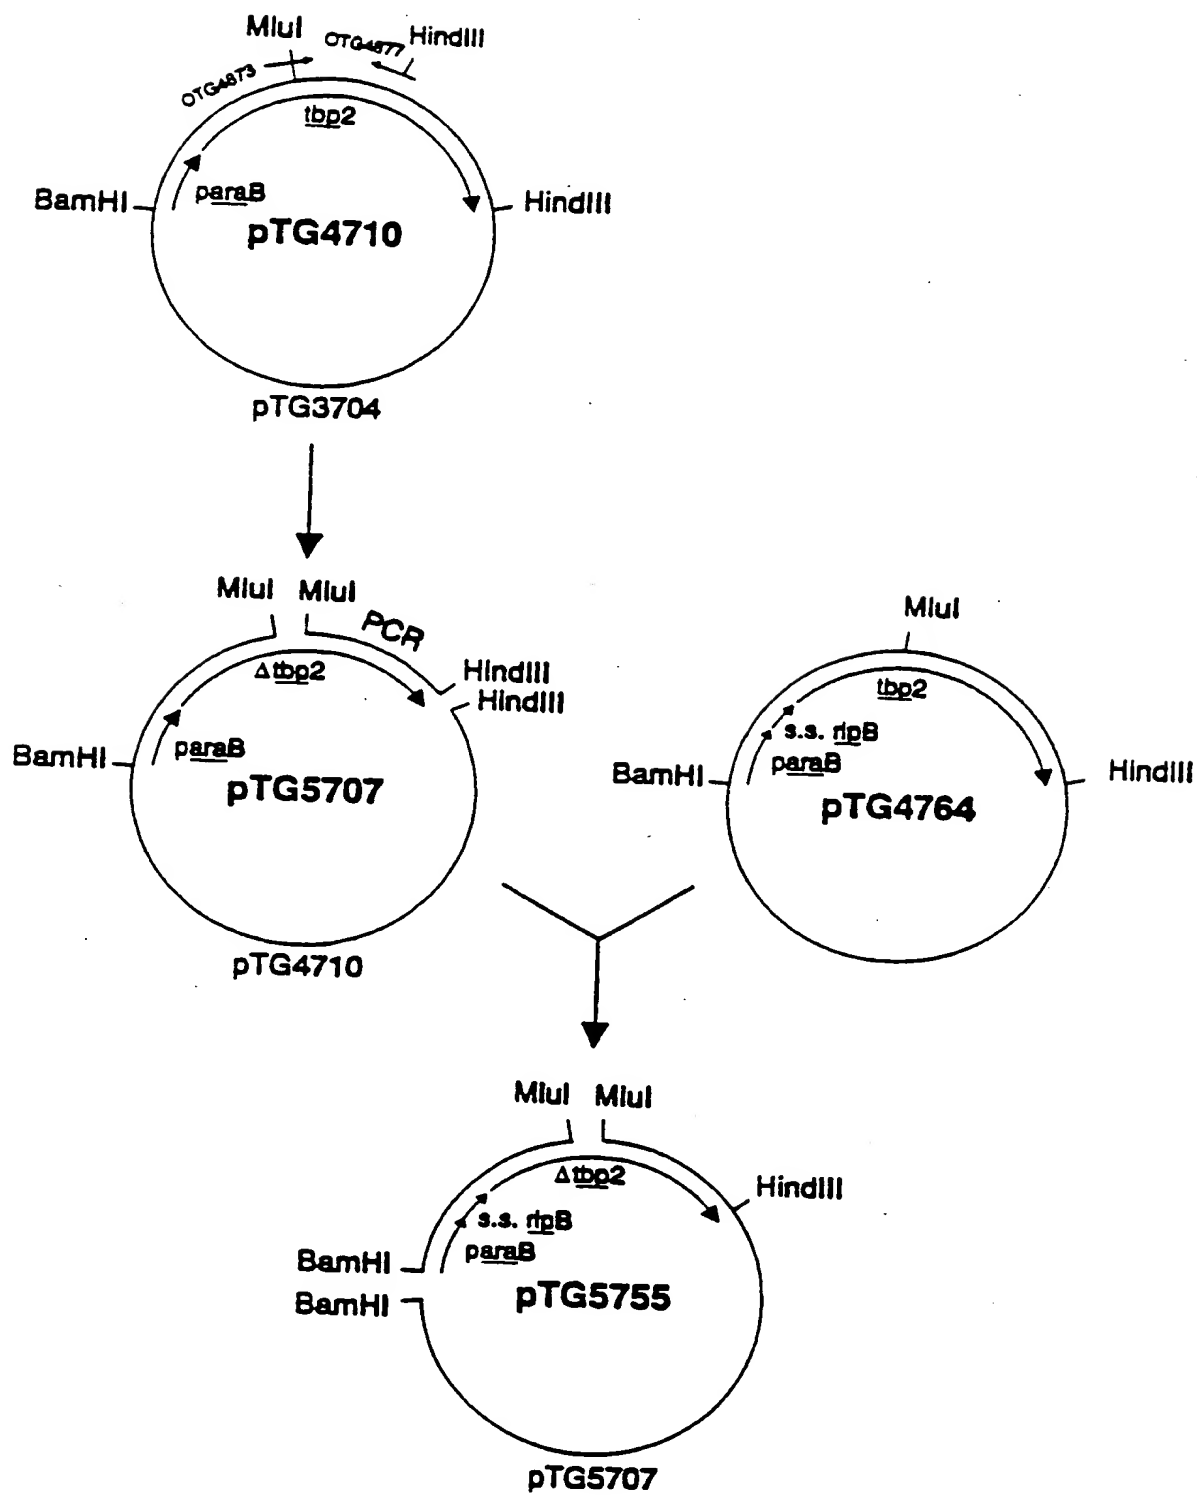 MluI
OTG4877
HindIII
OTG4873
tbp2
BamHI
paraB
HindIII
pTG4710
pTG3704
MluI MluI
PCR
Δtbp2
HindIII
HindIII
BamHI
paraB
pTG5707
pTG4710
MluI
tbp2
s.s. rlpB
paraB
BamHI
HindIII
pTG4764
MluI MluI
Δtbp2
HindIII
s.s. rlpB
paraB
BamHI
BamHI
pTG5755
pTG5707